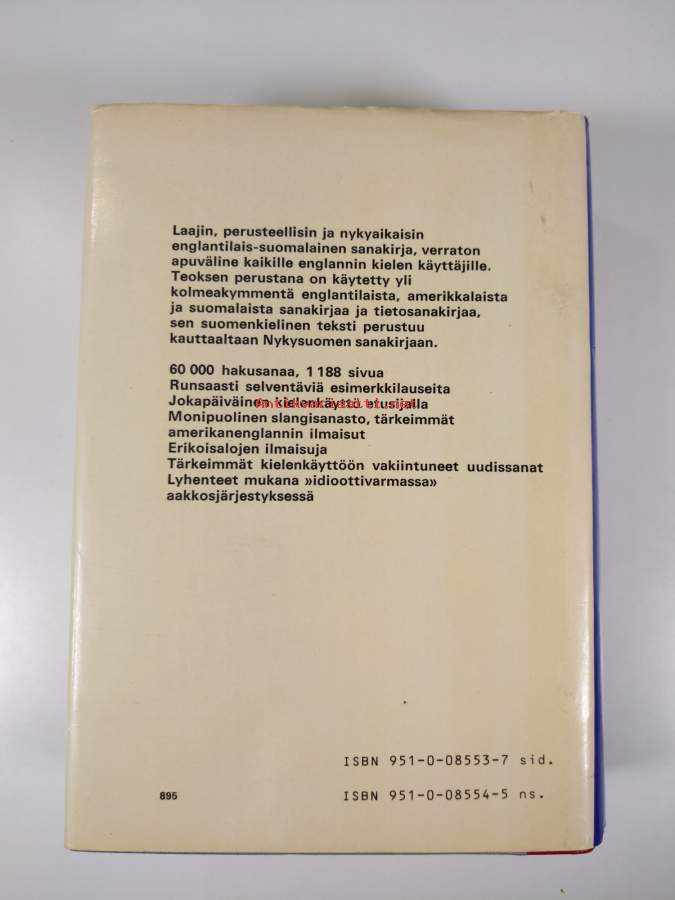 Laajin, perusteellisin ja nykyaikaisin
englantilais-suomalainen sanakirja, verraton
apuväline kaikille englannin kielen käyttäjille.
Teoksen perustana on käytetty yli
kolmeakymmentä englantilaista, amerikkalaista
ja suomalaista sanakirjaa ja tietosanakirjaa,
sen suomenkielinen teksti perustuu
kauttaaltaan Nykysuomen sanakirjaan.
60 000 hakusanaa, 1 188 sivua
Runsaasti selventäviä esimerkkilauseita
Jokapäiväinen kielenkäyttö etusijalla
Monipuolinen slangisanasto, tärkeimmät
amerikanenglannin ilmaisut
Erikoisalojen ilmaisuja
Tärkeimmät kielenkäyttöön vakiintuneet uudissanat
Lyhenteet mukana »idioottivarmassa»
aakkosjärjestyksessä
ISBN 951-0-08553-7 sid.
895
ISBN 951-0-08554-5 ns.